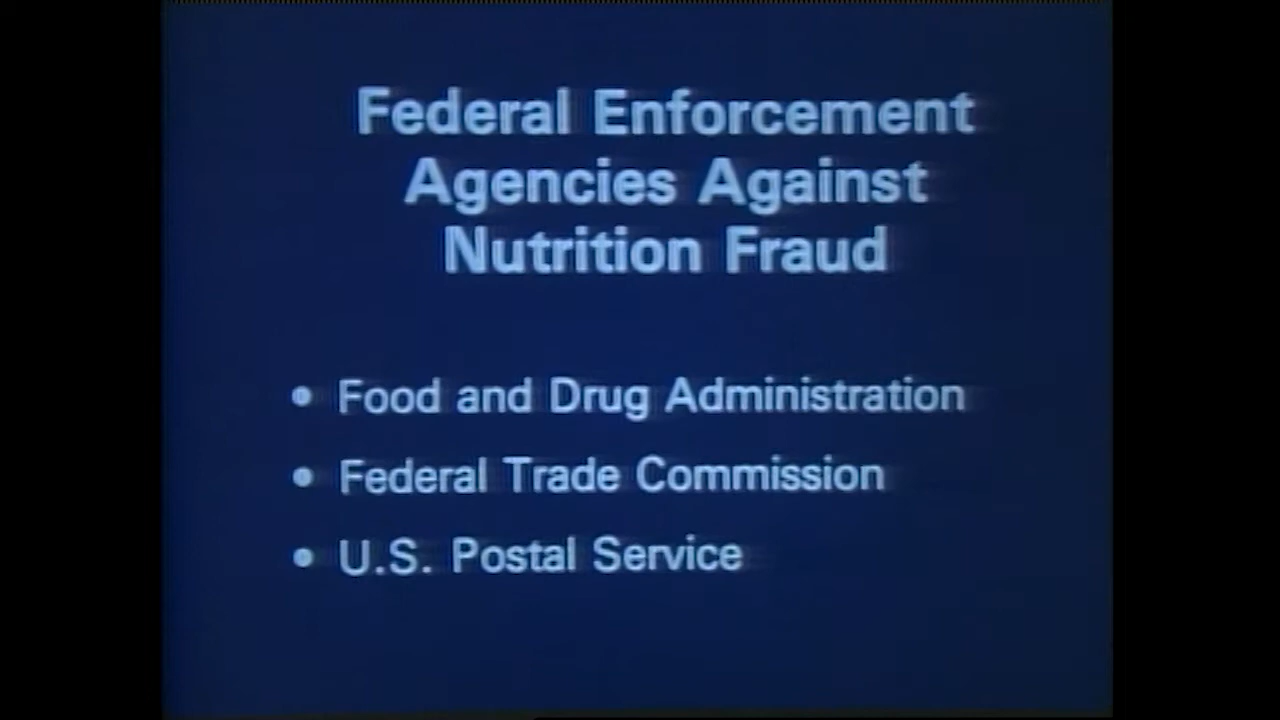 Federal Enforcement
Agencies Against
Nutrition Fraud
• Food and Drug Administration
• Federal Trade Commission
• U.S. Postal Service